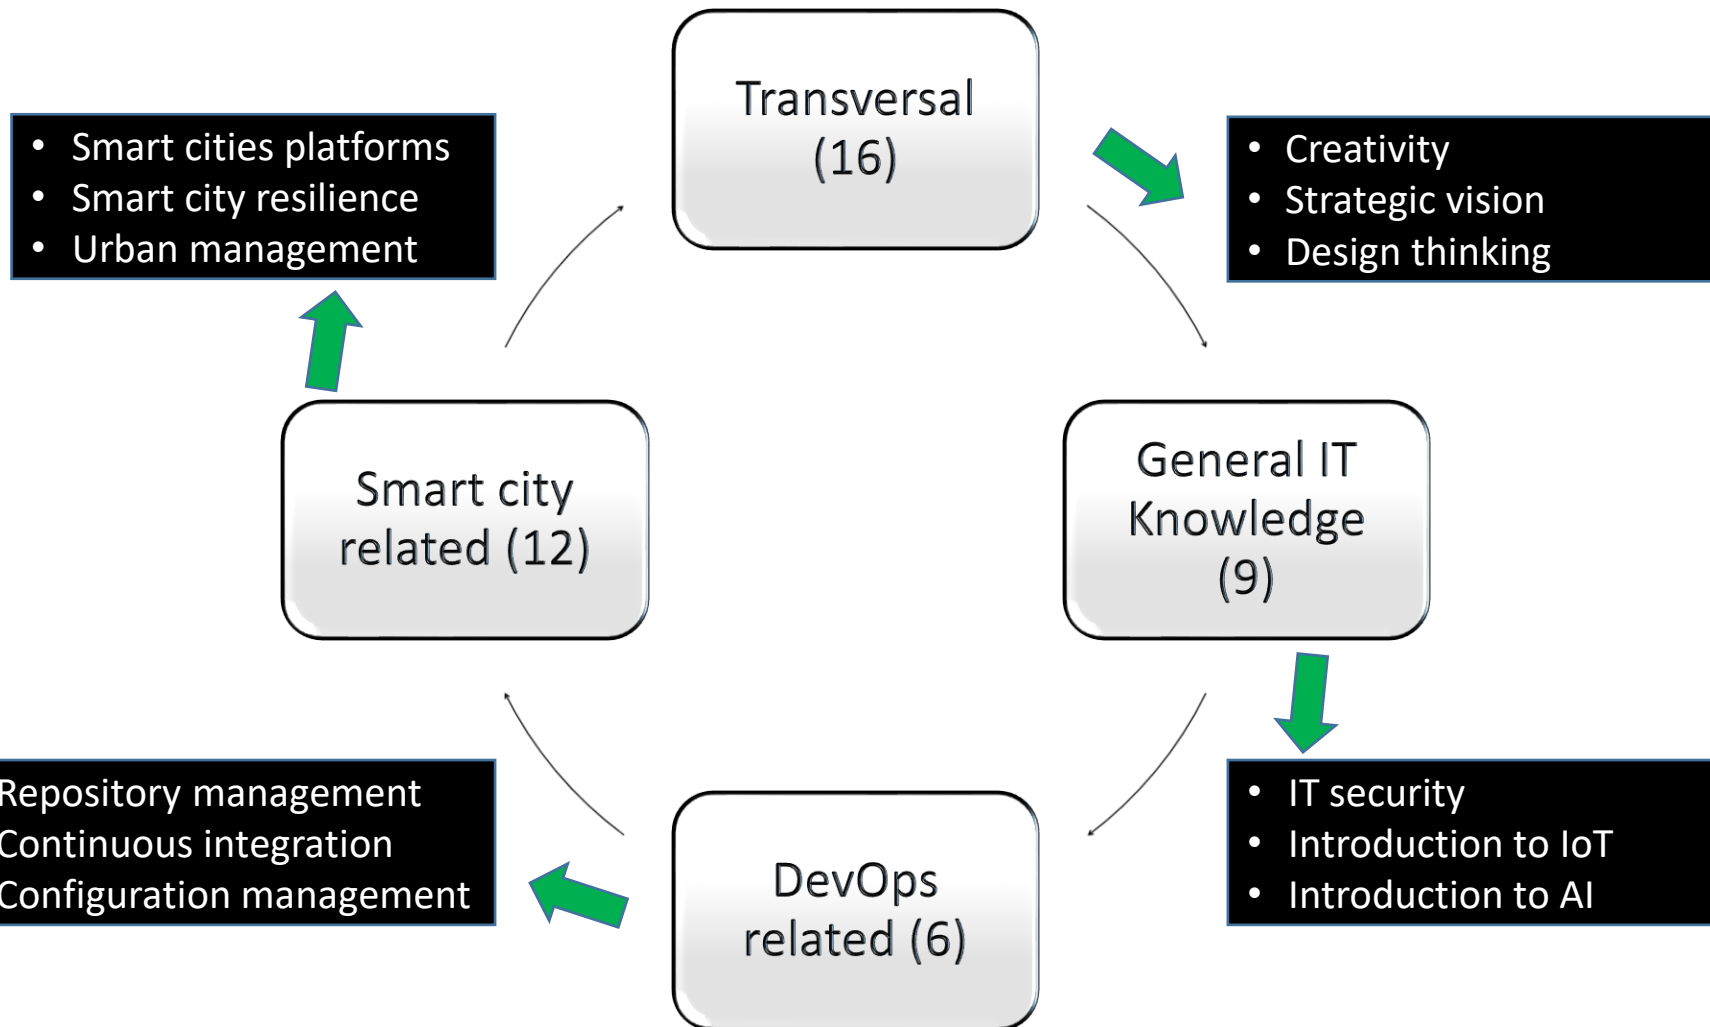 Transversal
(16)
• Smart cities platforms
• Smart city resilience
• Urban management
• Creativity
• Strategic vision
• Design thinking
Smart city
related (12)
General IT
Knowledge
(9)
Repository management
Continuous integration
Configuration management
DevOps
related (6)
• IT security
• Introduction to IoT
• Introduction to AI